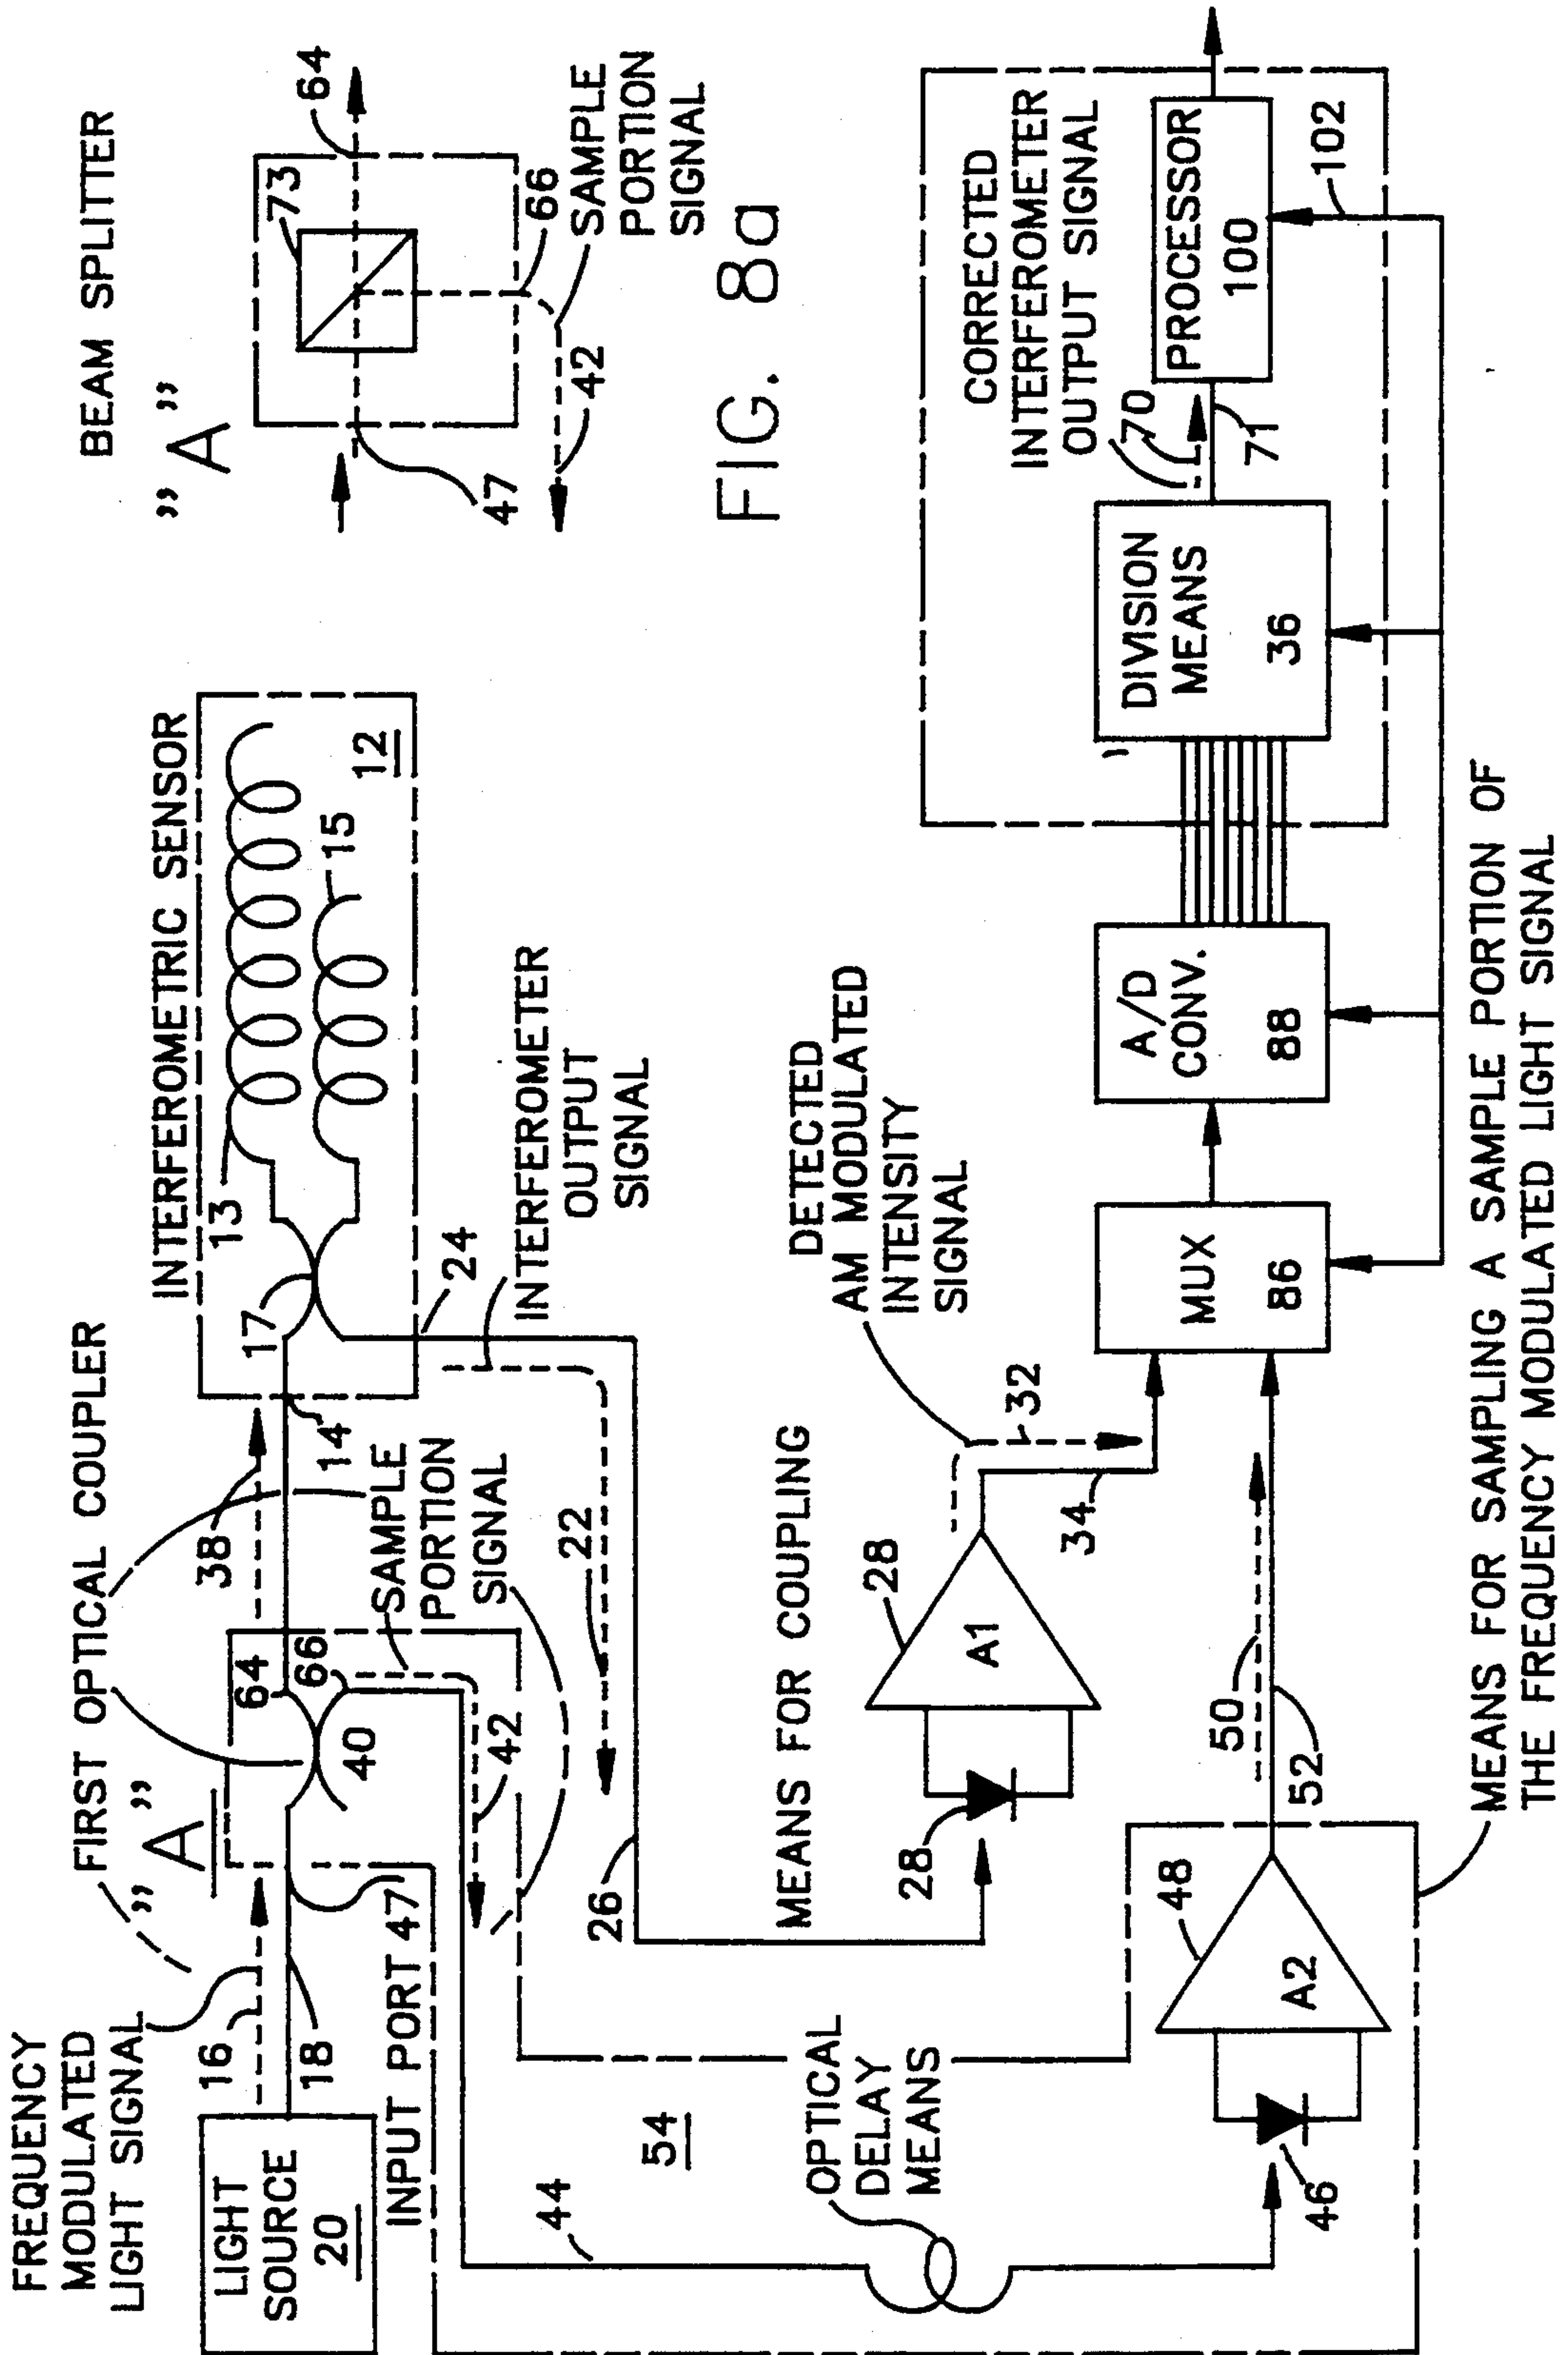 FREQUENCY
MODULATED
LIGHT SIGNAL
16
18
LIGHT
SOURCE
20
INPUT PORT 47
FIRST OPTICAL COUPLER
"A"
64
66
40
38
14
SAMPLE
PORTION
SIGNAL
42
INTERFEROMETRIC SENSOR
17
13
15
12
24
INTERFEROMETER
OUTPUT
SIGNAL
22
26
BEAM SPLITTER
"A"
73
64
47
66
42
SAMPLE
PORTION
SIGNAL
FIG. 8a
44
54
OPTICAL
DELAY
MEANS
46
48
A2
50
52
MEANS FOR COUPLING
28
28
A1
34
32
DETECTED
AM MODULATED
INTENSITY
SIGNAL
MUX
86
A/D
CONV.
88
DIVISION
MEANS
36
70
71
CORRECTED
INTERFEROMETER
OUTPUT SIGNAL
PROCESSOR
100
102
MEANS FOR SAMPLING A SAMPLE PORTION OF
THE FREQUENCY MODULATED LIGHT SIGNAL